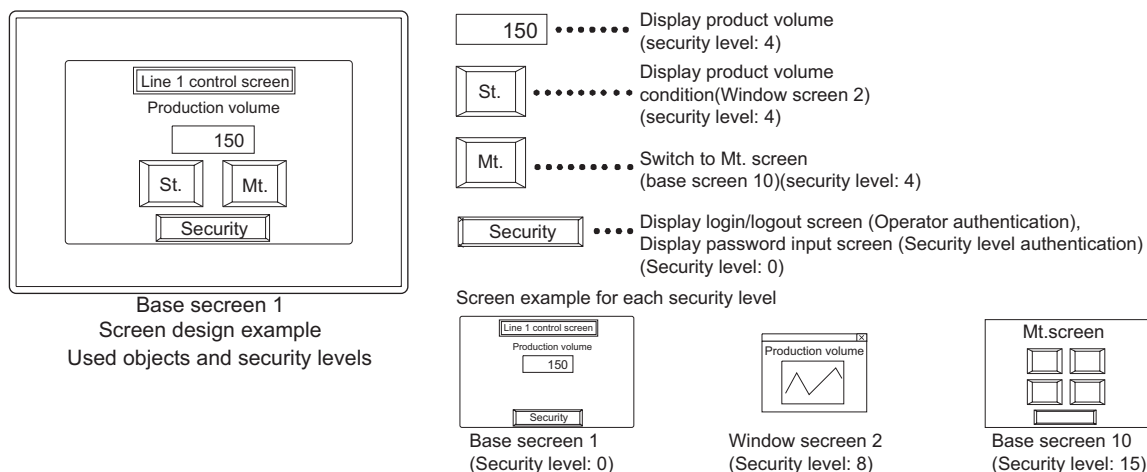 Line 1 control screen
Production volume
150
St.
Mt.
Security
Base secreen 1
Screen design example
Used objects and security levels
150
Display product volume
(security level: 4)
St.
Display product volume
condition(Window screen 2)
(security level: 4)
Mt.
Switch to Mt. screen
(base screen 10)(security level: 4)
Security
Display login/logout screen (Operator authentication),
Display password input screen (Security level authentication)
(Security level: 0)
Screen example for each security level
Line 1 control screen
Production volume
150
Security
Base secreen 1
(Security level: 0)
X
Production volume
Window secreen 2
(Security level: 8)
Mt.screen
Base secreen 10
(Security level: 15)